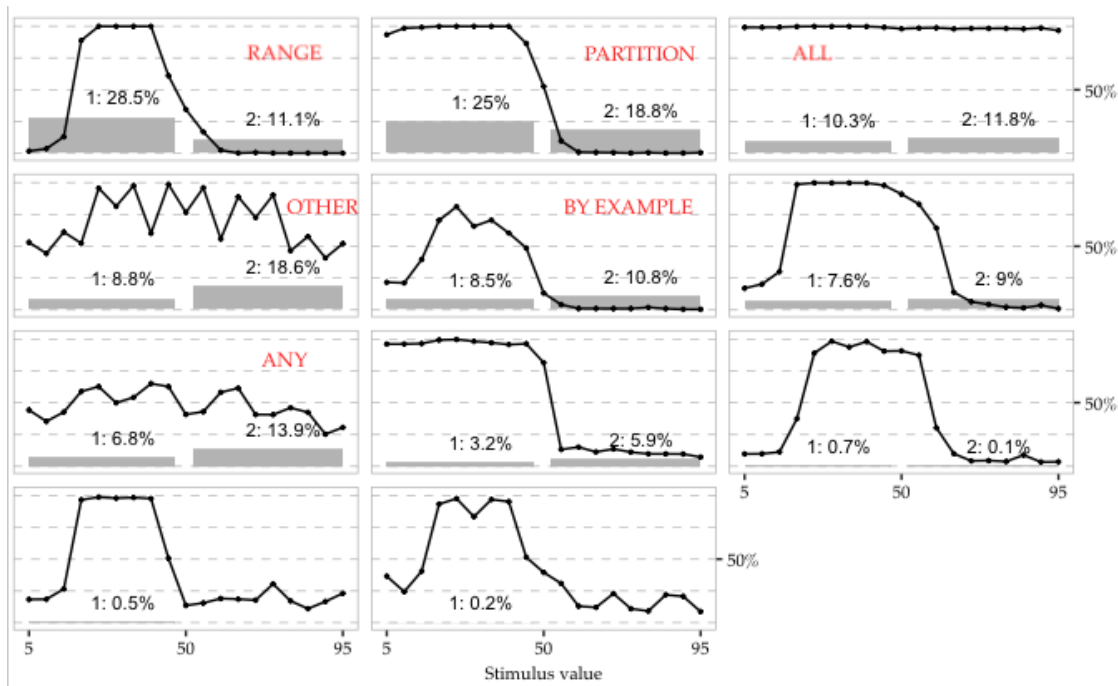 RANGE
PARTITION
ALL
1: 28.5%
2: 11.1%
1: 25%
2: 18.8%
1: 10.3%
2: 11.8%
50%
OTHER
BY EXAMPLE
1: 8.8%
2: 18.6%
1: 8.5%
2: 10.8%
1: 7.6%
2: 9%
50%
ANY
1: 6.8%
2: 13.9%
1: 3.2%
2: 5.9%
1: 0.7%
2: 0.1%
50%
5 50 95
1: 0.5%
1: 0.2%
50%
5 50 95
5 50 95
Stimulus value